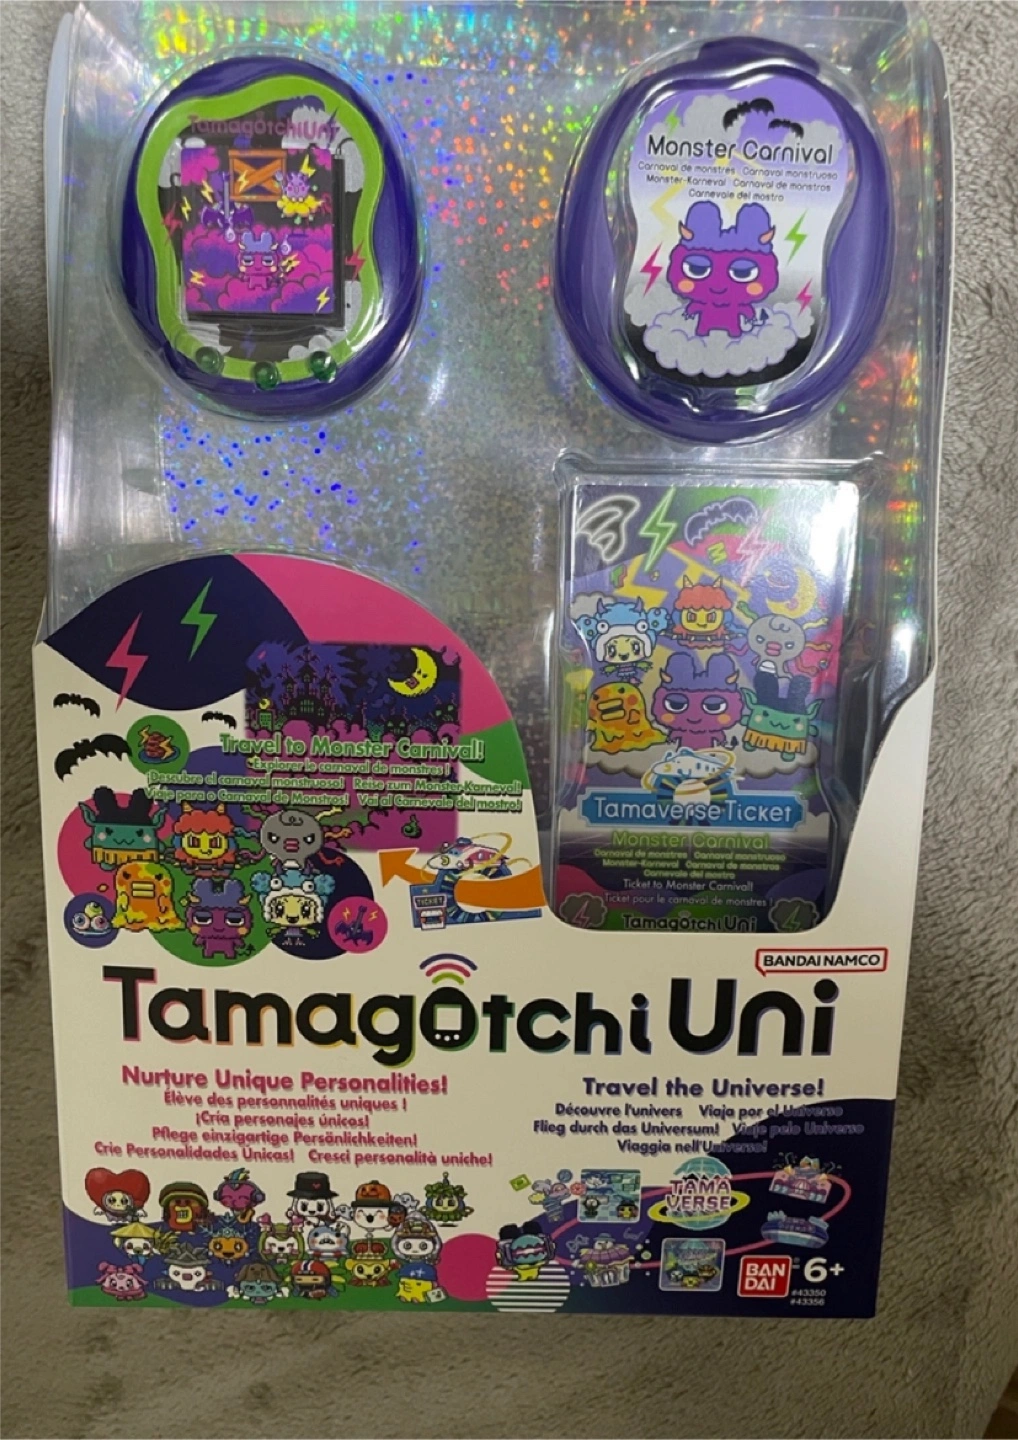 Tamagotchi Uni
Monster Carnival
Carnaval de monstres Carnaval monstruoso
Monster-Karneval Carnaval de monstros
Carnevale del mostro
Travel to Monster Carnival!
Explorer le carnaval de monstres !
¡Descubre el carnaval monstruoso! Reise zum Monster-Karneval!
Viaje para o Carnaval de Monstros! Vai al Carnevale del mostro!
TICKET
Tamaverse Ticket
Monster Carnival
Carnaval de monstres Carnaval monstruoso
Monster-Karneval Carnaval de monstros
Carnevale del mostro
Ticket to Monster Carnival!
Ticket pour le carnaval de monstres !
Tamagotchi Uni
BANDAI NAMCO
Tamagotchi Uni
Nurture Unique Personalities!
Élève des personnalités uniques !
¡Cría personajes únicos!
Pflege einzigartige Persönlichkeiten!
Crie Personalidades Únicas! Cresci personalità uniche!
Travel the Universe!
Découvre l'univers Viaja por el Universo
Flieg durch das Universum! Viaje pelo Universo
Viaggia nell'Universo!
TAMA
VERSE
BAN
DAI
6+
#43350
#43356